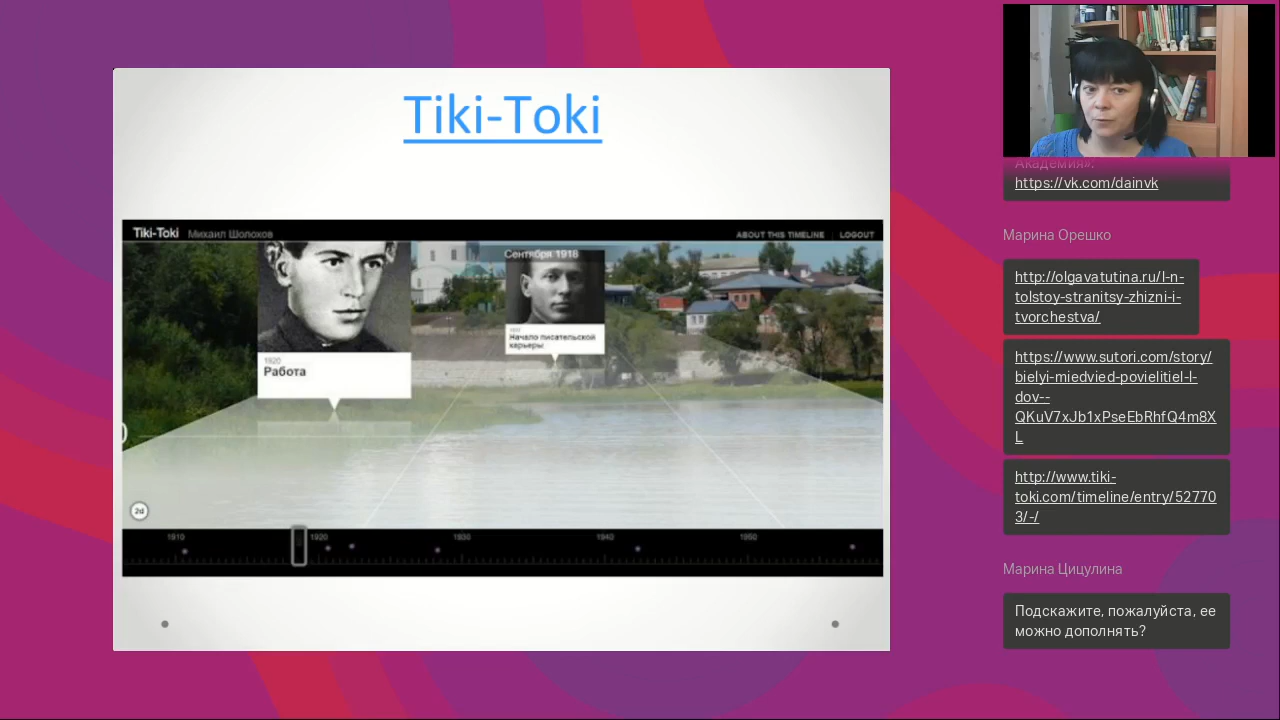 Tiki-Toki
Tiki-Toki Михаил Шолохов ABOUT THIS TIMELINE LOGOUT
Сентября 1918
1920
Работа
Начало писательской
карьеры
2d
1910 1920 1930 1940 1950
Академия»:
https://vk.com/dainvk
Марина Орешко
http://olgavatutina.ru/l-n-
tolstoy-stranitsy-zhizni-i-
tvorchestva/
https://www.sutori.com/story/
bielyi-miedvied-povielitiel-l-
dov--
QKuV7xJb1xPseEbRhfQ4m8X
L
http://www.tiki-
toki.com/timeline/entry/52770
3/-/
Марина Цицулина
Подскажите, пожалуйста, ее
можно дополнять?